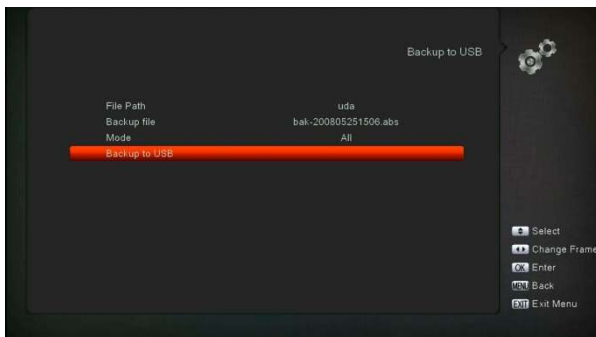 Backup to USB
File Path uda
Backup file bak-200805251506.abs
Mode All
Backup to USB
Select
Change Frame
OK Enter
MENU Back
EXIT Exit Menu